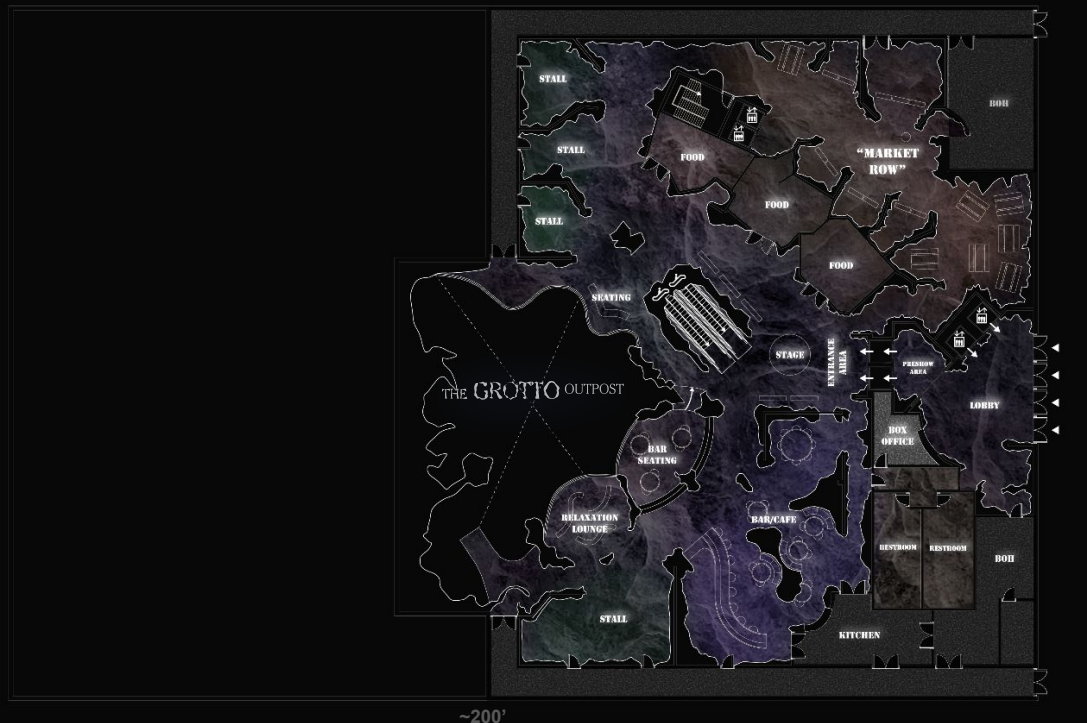 STALL
BOH
STALL
FOOD
"MARKET
ROW"
FOOD
STALL
FOOD
SEATING
STAGE
ENTRANCE
AREA
PRESHOW
AREA
THE GROTTO OUTPOST
LOBBY
BOX
OFFICE
BAR
SEATING
RELAXATION
LOUNGE
BAR/CAFE
RESTROOM
RESTROOM
BOH
STALL
KITCHEN
~200'